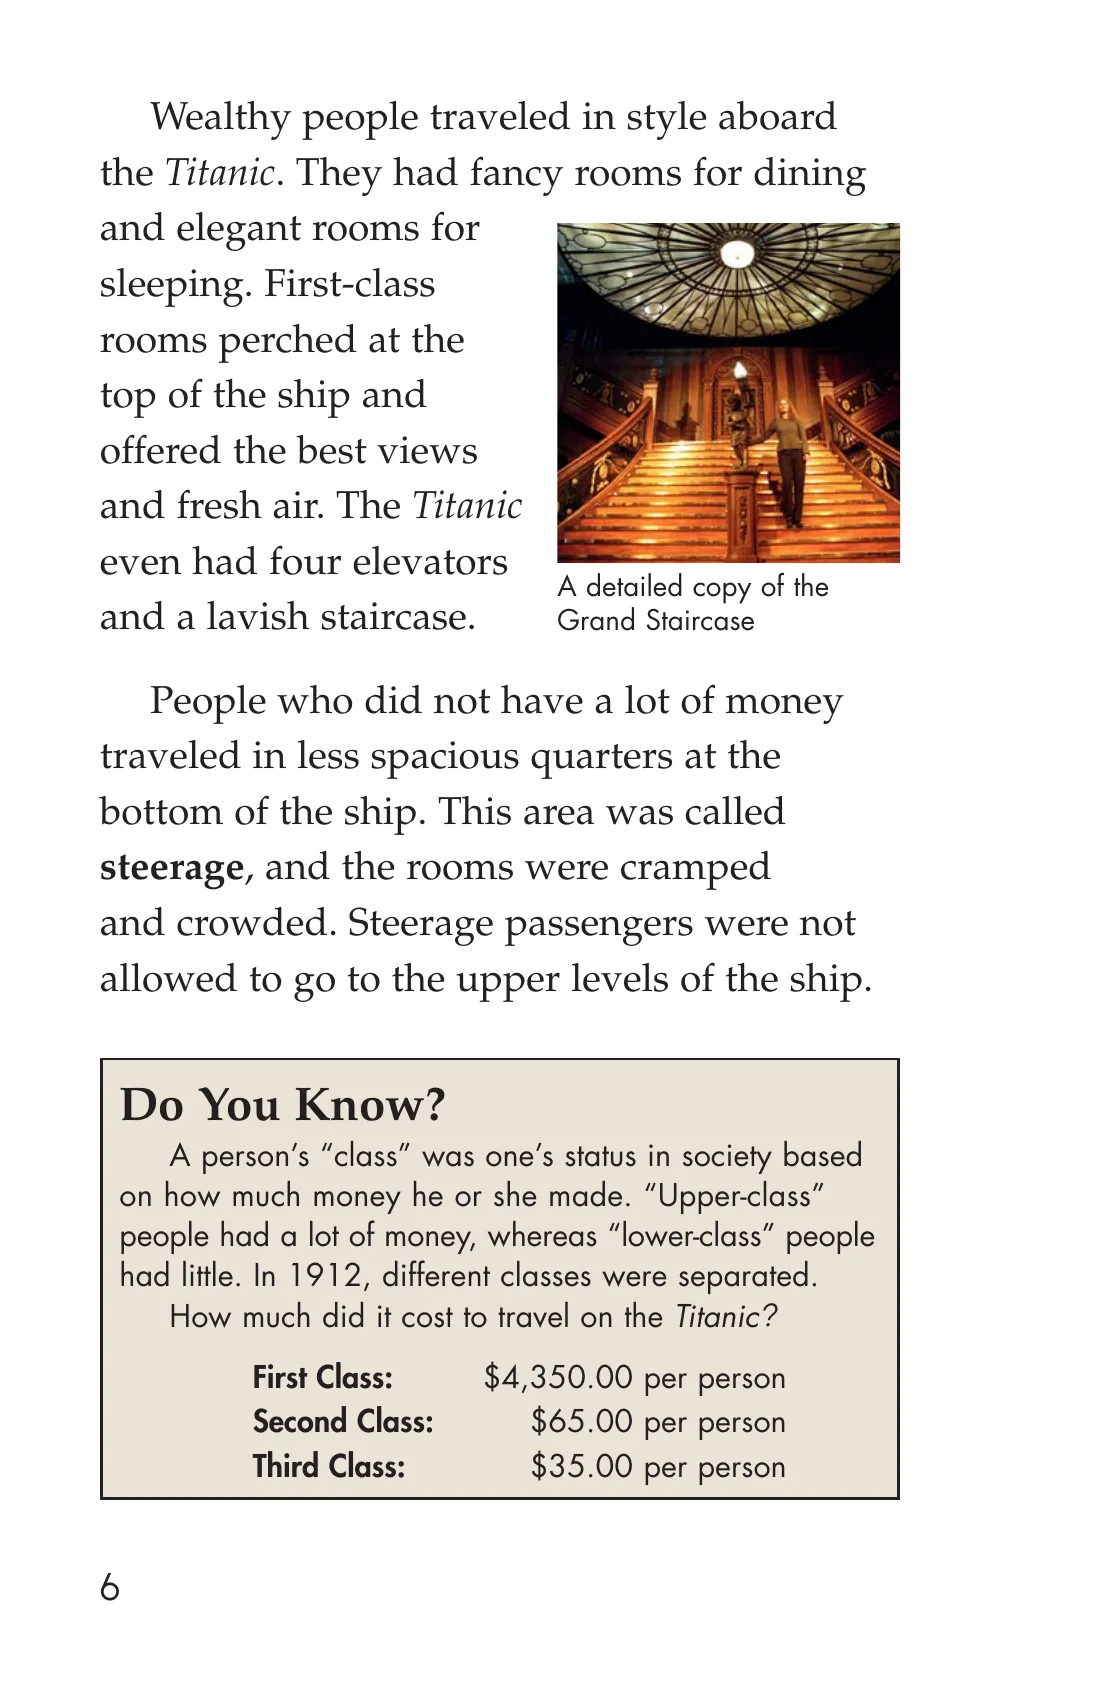 Wealthy people traveled in style aboard
the Titanic. They had fancy rooms for dining
and elegant rooms for
sleeping. First-class
rooms perched at the
top of the ship and
offered the best views
and fresh air. The Titanic
even had four elevators
and a lavish staircase.
A detailed copy of the
Grand Staircase
People who did not have a lot of money
traveled in less spacious quarters at the
bottom of the ship. This area was called
steerage, and the rooms were cramped
and crowded. Steerage passengers were not
allowed to go to the upper levels of the ship.
Do You Know?
A person’s “class” was one’s status in society based
on how much money he or she made. “Upper-class”
people had a lot of money, whereas “lower-class” people
had little. In 1912, different classes were separated.
How much did it cost to travel on the Titanic?
First Class: $4,350.00 per person
Second Class: $65.00 per person
Third Class: $35.00 per person
6